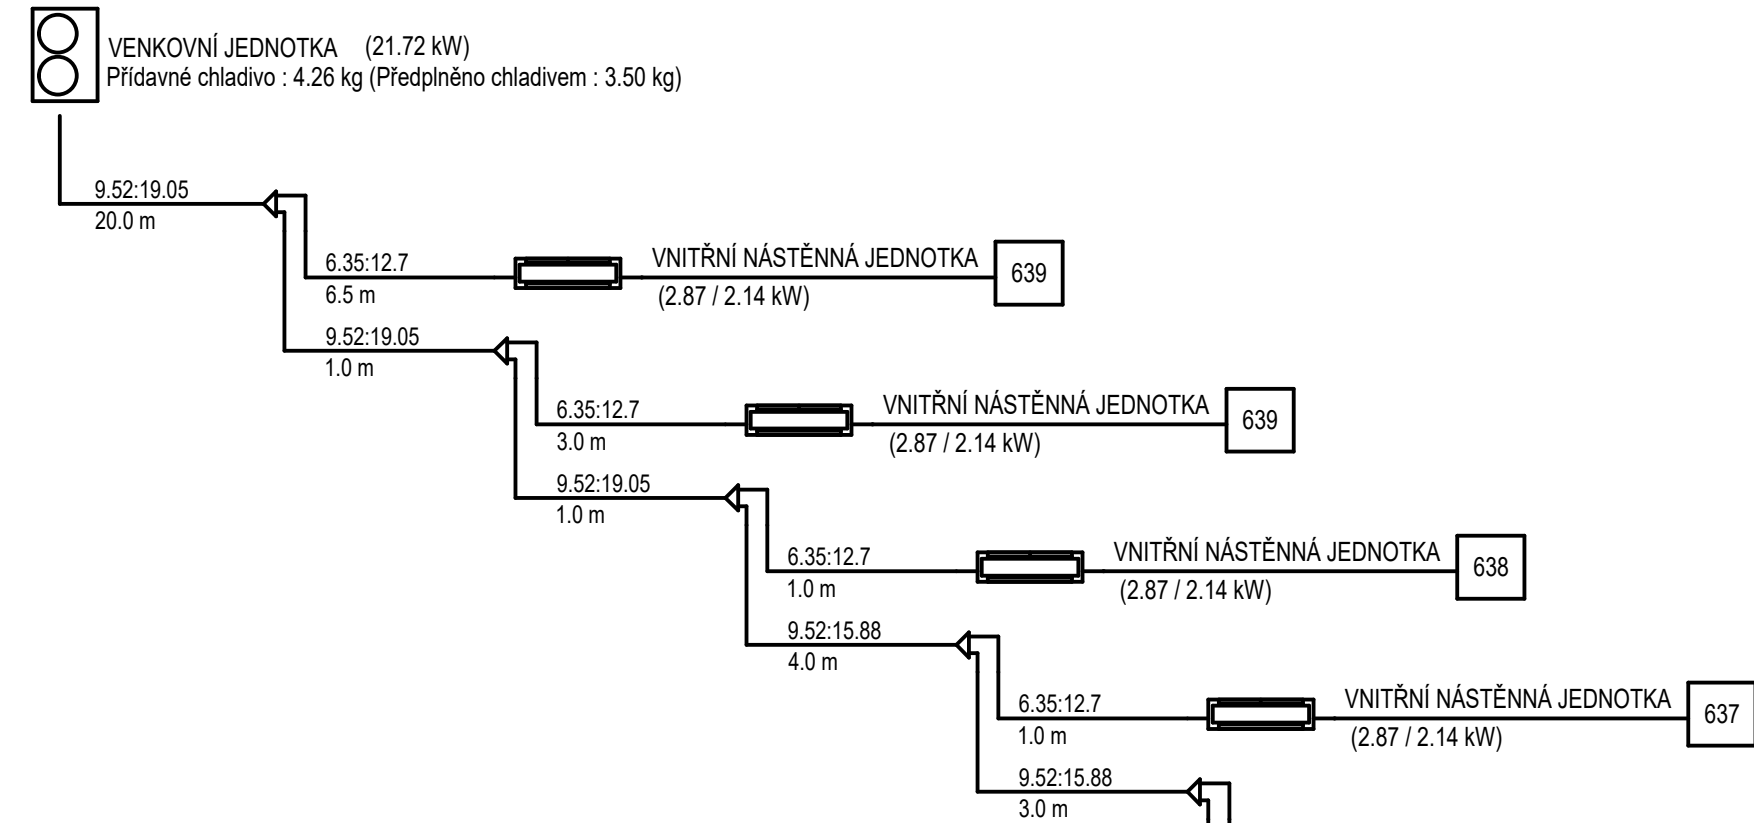 VENKOVNÍ JEDNOTKA (21.72 kW)
Přídavné chladivo : 4.26 kg (Předplněno chladivem : 3.50 kg)
9.52:19.05
20.0 m
6.35:12.7
6.5 m
VNITŘNÍ NÁSTĚNNÁ JEDNOTKA
(2.87 / 2.14 kW)
639
9.52:19.05
1.0 m
6.35:12.7
3.0 m
VNITŘNÍ NÁSTĚNNÁ JEDNOTKA
(2.87 / 2.14 kW)
639
9.52:19.05
1.0 m
6.35:12.7
1.0 m
VNITŘNÍ NÁSTĚNNÁ JEDNOTKA
(2.87 / 2.14 kW)
638
9.52:15.88
4.0 m
6.35:12.7
1.0 m
VNITŘNÍ NÁSTĚNNÁ JEDNOTKA
(2.87 / 2.14 kW)
637
9.52:15.88
3.0 m